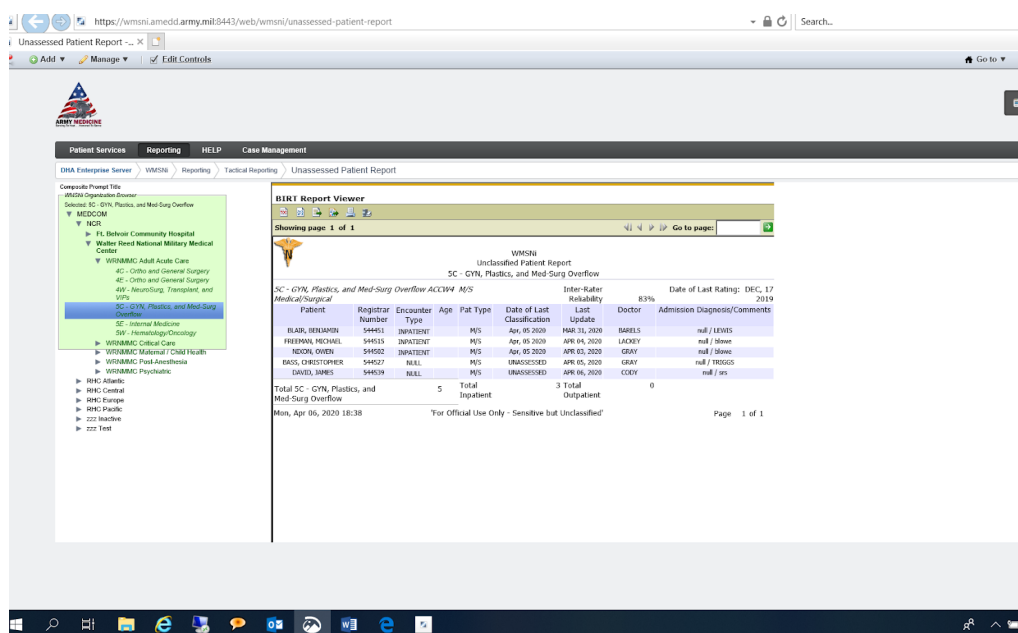 https://wmsni.amedd.army.mil:8443/web/wmsni/unassessed-patient-report
Search...
Unassessed Patient Report -...
Add Manage Edit Controls Go to
ARMY MEDICINE
Patient Services Reporting HELP Case Management
DHA Enterprise Server WMSNi Reporting Tactical Reporting Unassessed Patient Report
Composite Prompt Title
WMSNi Organization Browser
Selected: 5C - GYN, Plastics, and Med-Surg Overflow
MEDCOM
NCR
Ft. Belvoir Community Hospital
Walter Reed National Military Medical
Center
WRNMMC Adult Acute Care
4C - Ortho and General Surgery
4E - Ortho and General Surgery
4W - NeuroSurg, Transplant, and
VIPs
5C - GYN, Plastics, and Med-Surg
Overflow
5E - Internal Medicine
5W - Hematology/Oncology
WRNMMC Critical Care
WRNMMC Maternal / Child Health
WRNMMC Post-Anesthesia
WRNMMC Psychiatric
RHC Atlantic
RHC Central
RHC Europe
RHC Pacific
zzz Inactive
zzz Test
BIRT Report Viewer
Showing page 1 of 1 Go to page:
WMSNi
Unclassified Patient Report
5C - GYN, Plastics, and Med-Surg Overflow
5C - GYN, Plastics, and Med-Surg Overflow ACCW4 M/S Inter-Rater Date of Last Rating: DEC, 17
Medical/Surgical Reliability 83% 2019
Patient Registrar Encounter Age Pat Type Date of Last Last Doctor Admission Diagnosis/Comments
Number Type Classification Update
BLAIR, BENJAMIN 544451 INPATIENT M/S Apr, 05 2020 MAR 31, 2020 BARELS null / LEWIS
FREEMAN, MICHAEL 544515 INPATIENT M/S Apr, 05 2020 APR 04, 2020 LACKEY null / blowe
NIXON, OWEN 544502 INPATIENT M/S Apr, 05 2020 APR 03, 2020 GRAY null / blowe
BASS, CHRISTOPHER 544527 NULL M/S UNASSESSED APR 05, 2020 GRAY null / TRIGGS
DAVID, JAMES 544539 NULL M/S UNASSESSED APR 06, 2020 CODY null / srs
Total 5C - GYN, Plastics, and 5 Total 3 Total 0
Med-Surg Overflow Inpatient Outpatient
Mon, Apr 06, 2020 18:38 'For Official Use Only - Sensitive but Unclassified' Page 1 of 1